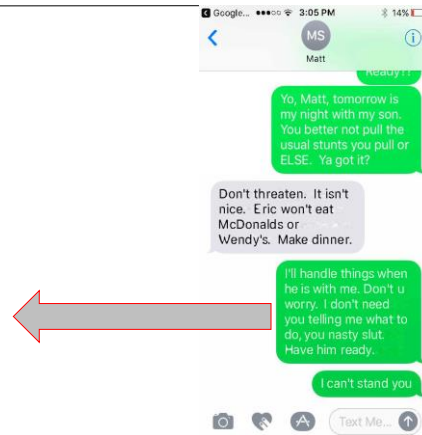 Google... 3:05 PM 14%
MS
Matt
Ready??
Yo, Matt, tomorrow is
my night with my son.
You better not pull the
usual stunts you pull or
ELSE. Ya got it?
Don't threaten. It isn't
nice. Eric won't eat
McDonalds or
Wendy's. Make dinner.
I'll handle things when
he is with me. Don't u
worry. I don't need
you telling me what to
do, you nasty slut.
Have him ready.
I can't stand you
Text Me...